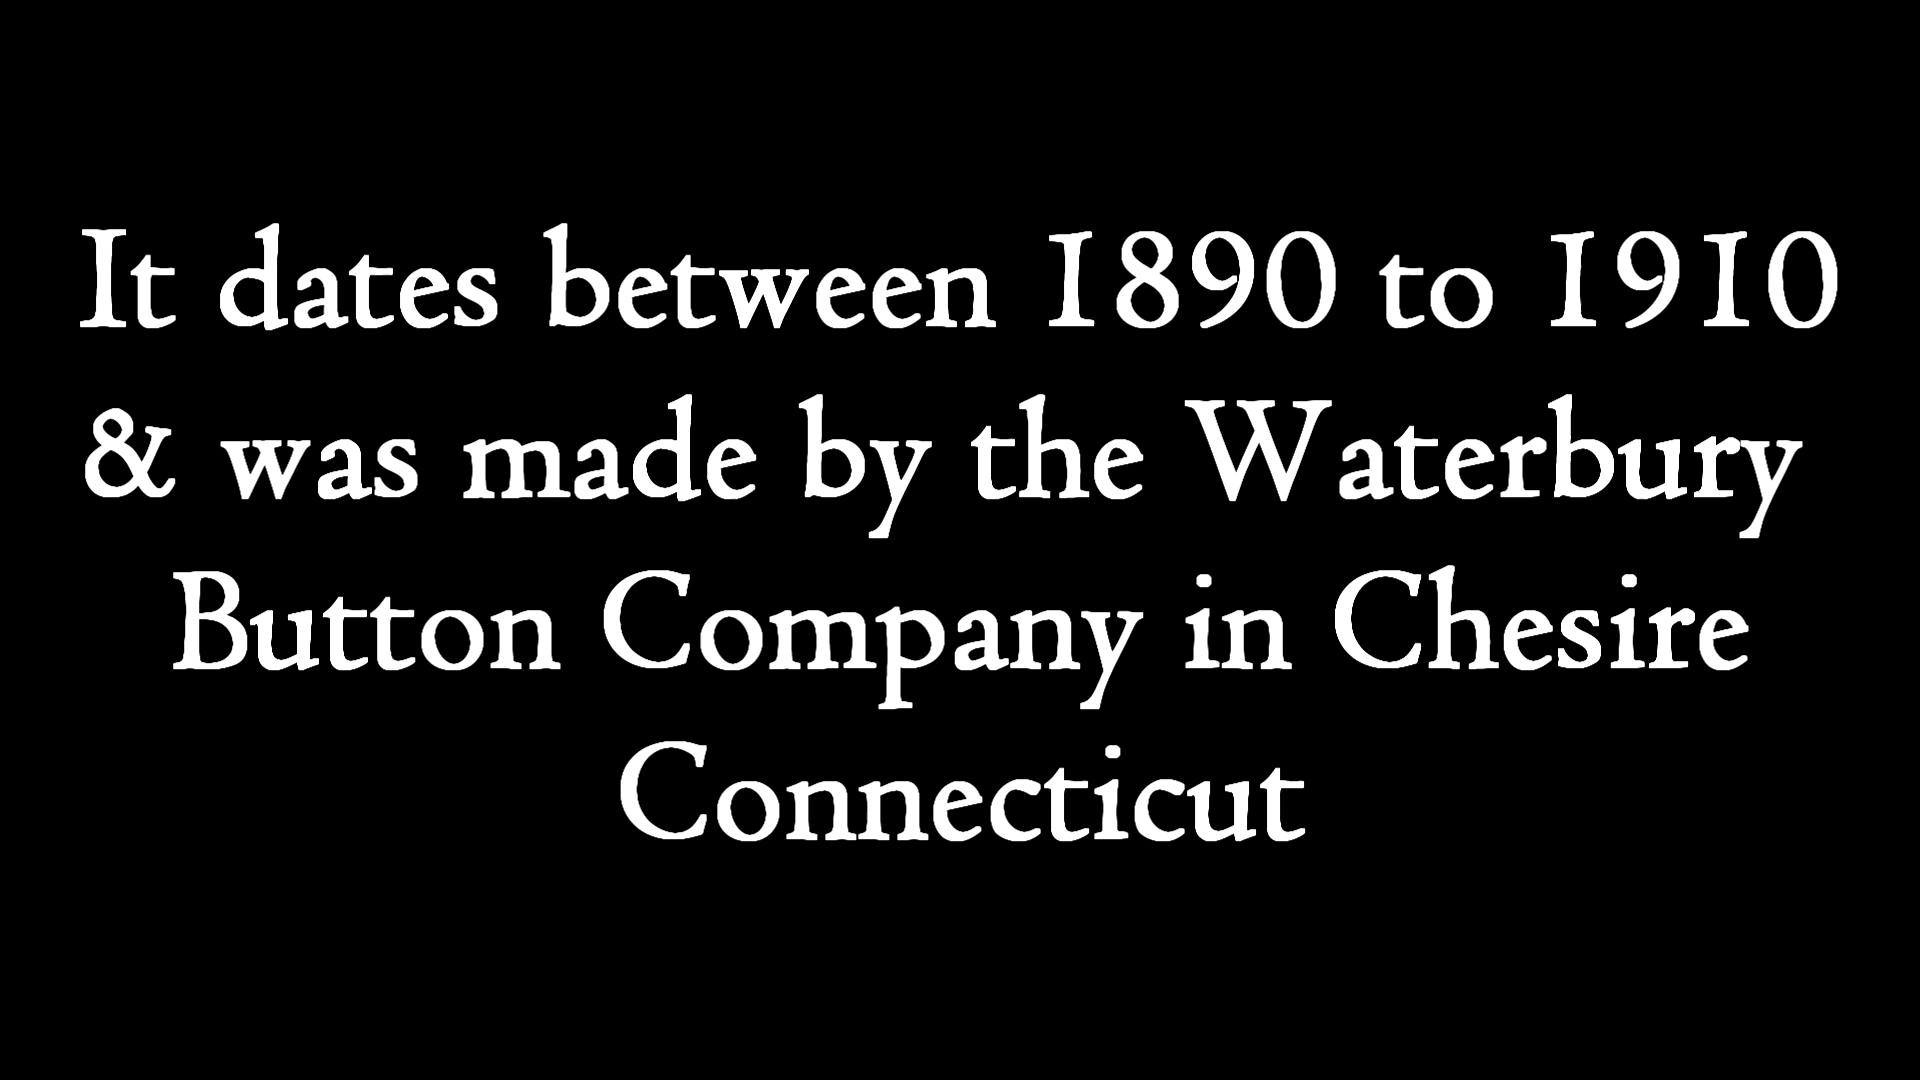 It dates between 1890 to 1910
& was made by the Waterbury
Button Company in Chesire
Connecticut